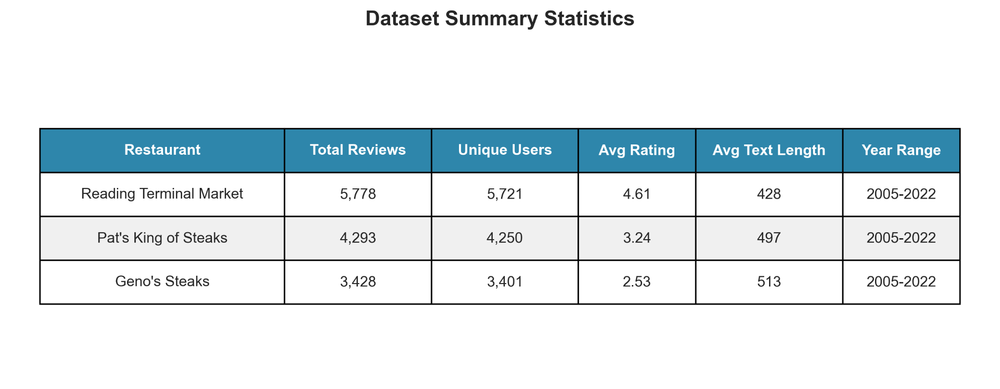 Dataset Summary Statistics
Restaurant Total Reviews Unique Users Avg Rating Avg Text Length Year Range
Reading Terminal Market 5,778 5,721 4.61 428 2005-2022
Pat's King of Steaks 4,293 4,250 3.24 497 2005-2022
Geno's Steaks 3,428 3,401 2.53 513 2005-2022